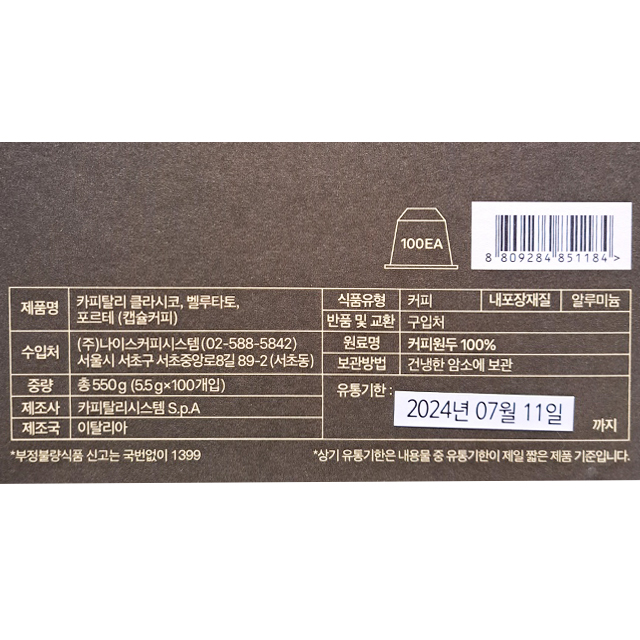 100EA
8 809284 851184 >
제품명 카피탈리 클라시코, 벨루타토,
포르테 (캡슐커피)
수입처 (주)나이스커피시스템(02-588-5842)
서울시 서초구 서초중앙로8길 89-2 (서초동)
중량 총 550g (5.5g×100개입)
제조사 카피탈리시스템 S.p.A
제조국 이탈리아
식품유형 커피 내포장재질 알루미늄
반품 및 교환 구입처
원료명 커피원두 100%
보관방법 건냉한 암소에 보관
유통기한 :
2024년 07월 11일
까지
*부정불량식품 신고는 국번없이 1399
*상기 유통기한은 내용물 중 유통기한이 제일 짧은 제품 기준입니다.